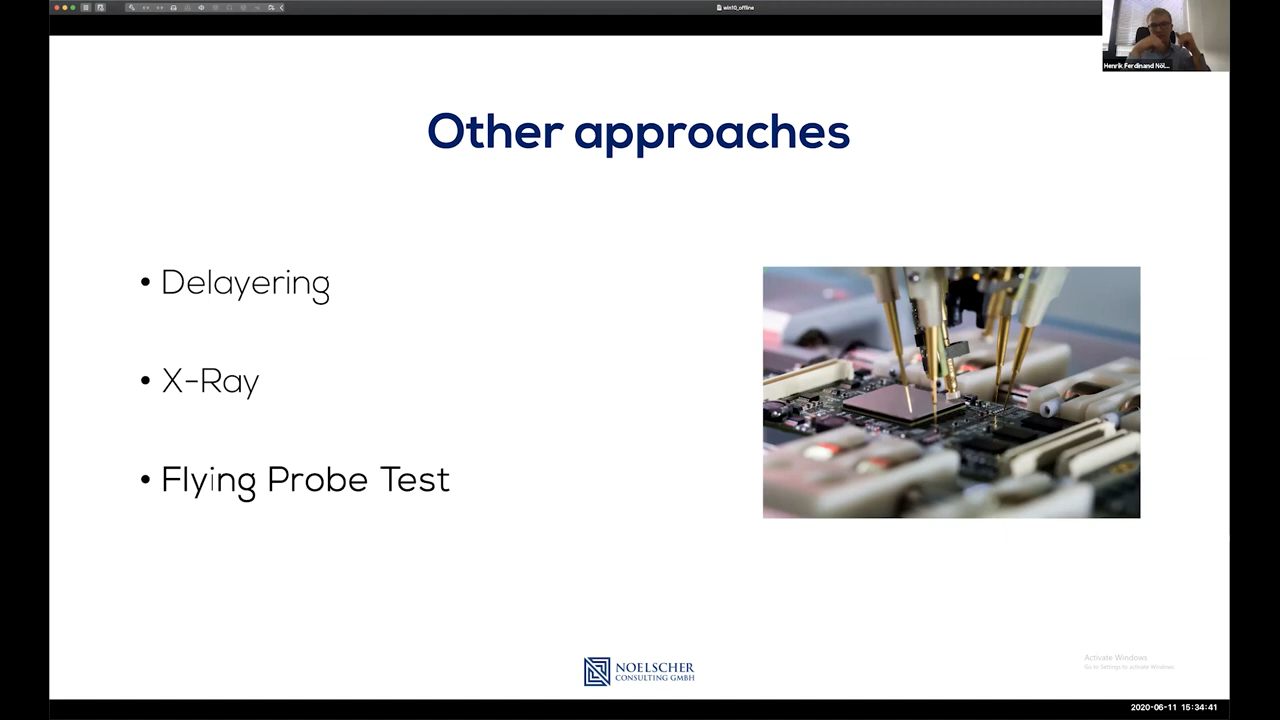 win10_offline
Henrik Ferdinand Nöl...
Other approaches
• Delayering
• X-Ray
• Flying Probe Test
NOELSCHER
CONSULTING GMBH
Activate Windows
Go to Settings to activate Windows.
2020-06-11 15:34:41